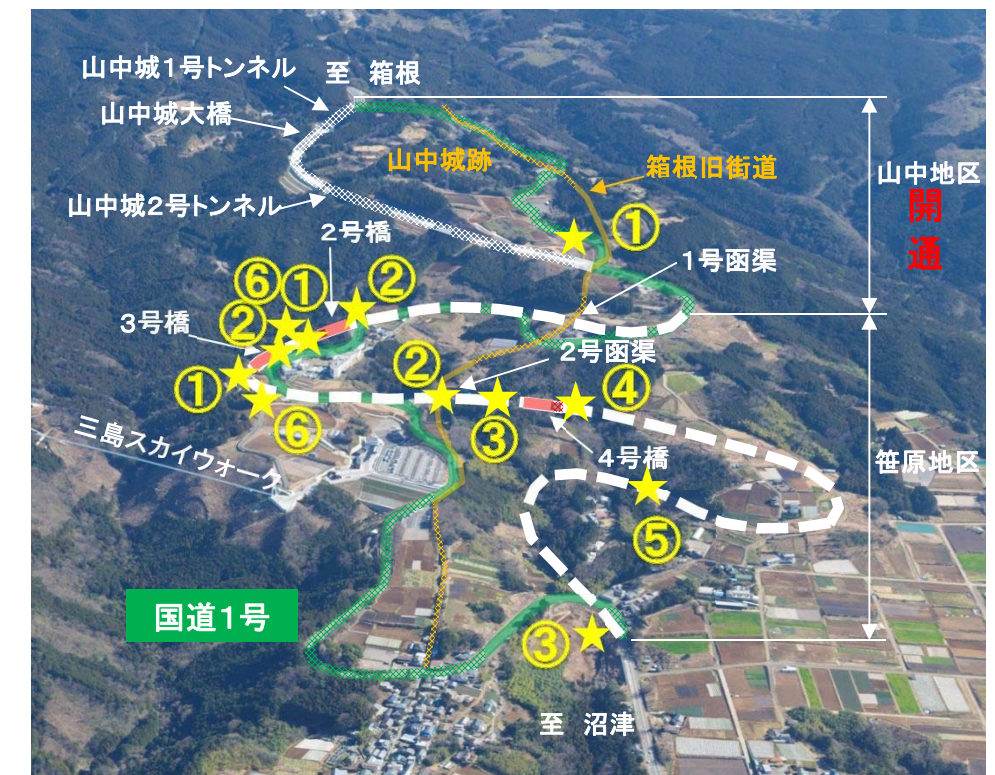 山中城1号トンネル
至　箱根
山中城大橋
山中城跡
箱根旧街道
山中地区
開
通
山中城2号トンネル
①
2号橋
1号函渠
⑥
①
②
3号橋
②
2号函渠
②
①
④
⑥
③
三島スカイウォーク
4号橋
笹原地区
⑤
国道1号
③
至　沼津